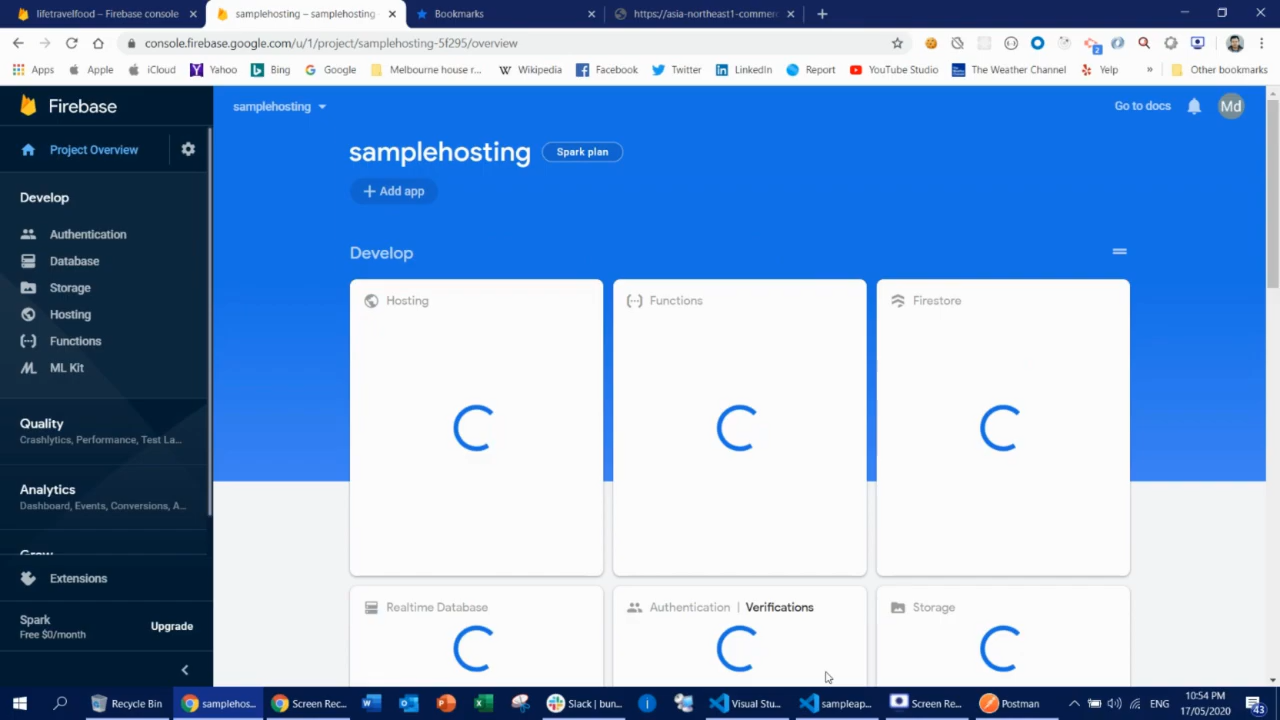 lifetravelfood – Firebase console
samplehosting – samplehosting
Bookmarks
https://asia-northeast1-commerc
console.firebase.google.com/u/1/project/samplehosting-5f295/overview
Apps
Apple
iCloud
Yahoo
Bing
Google
Melbourne house r...
Wikipedia
Facebook
Twitter
LinkedIn
Report
YouTube Studio
The Weather Channel
Yelp
»
Other bookmarks
Firebase
samplehosting
Go to docs
Md
Project Overview
samplehosting
Spark plan
+ Add app
Develop
Authentication
Database
Storage
Hosting
Functions
ML Kit
Quality
Crashlytics, Performance, Test La...
Analytics
Dashboard, Events, Conversions, A...
Grow
Extensions
Spark
Free $0/month
Upgrade
Develop
Hosting
Functions
Firestore
Realtime Database
Authentication | Verifications
Storage
Recycle Bin
samplehos...
Screen Rec...
Slack | bun...
Visual Stu...
sampleap...
Screen Re...
Postman
ENG
10:54 PM
17/05/2020
43